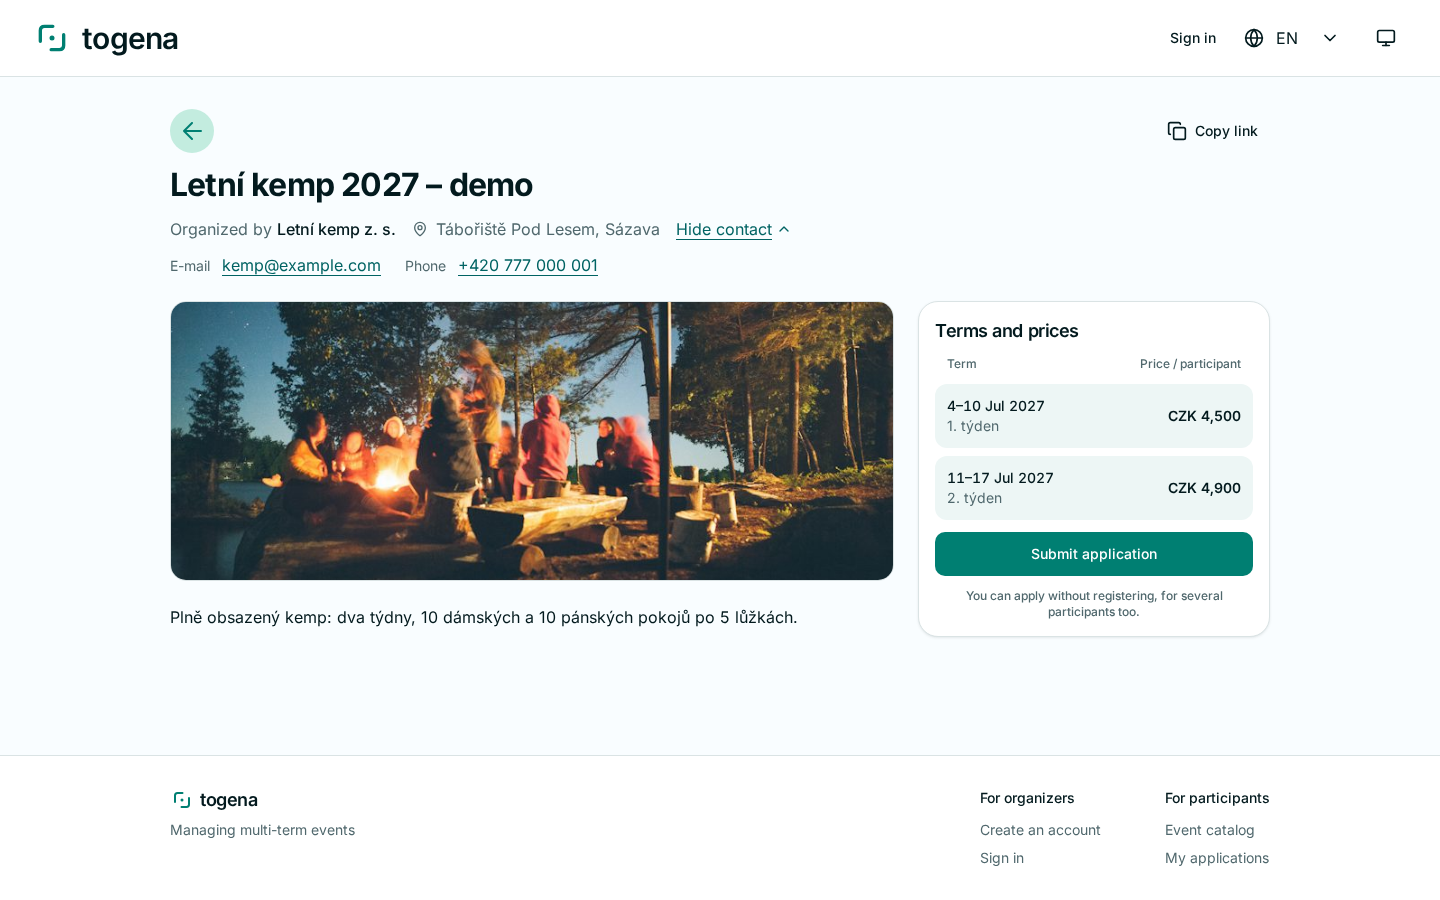 togena
Sign in
EN
Copy link
Letní kemp 2027 – demo
Organized by Letní kemp z. s.
Tábořiště Pod Lesem, Sázava
Hide contact
E-mail kemp@example.com
Phone +420 777 000 001
Terms and prices
Term
Price / participant
4–10 Jul 2027
1. týden
CZK 4,500
11–17 Jul 2027
2. týden
CZK 4,900
Submit application
You can apply without registering, for several
participants too.
Plně obsazený kemp: dva týdny, 10 dámských a 10 pánských pokojů po 5 lůžkách.
togena
Managing multi-term events
For organizers
Create an account
Sign in
For participants
Event catalog
My applications